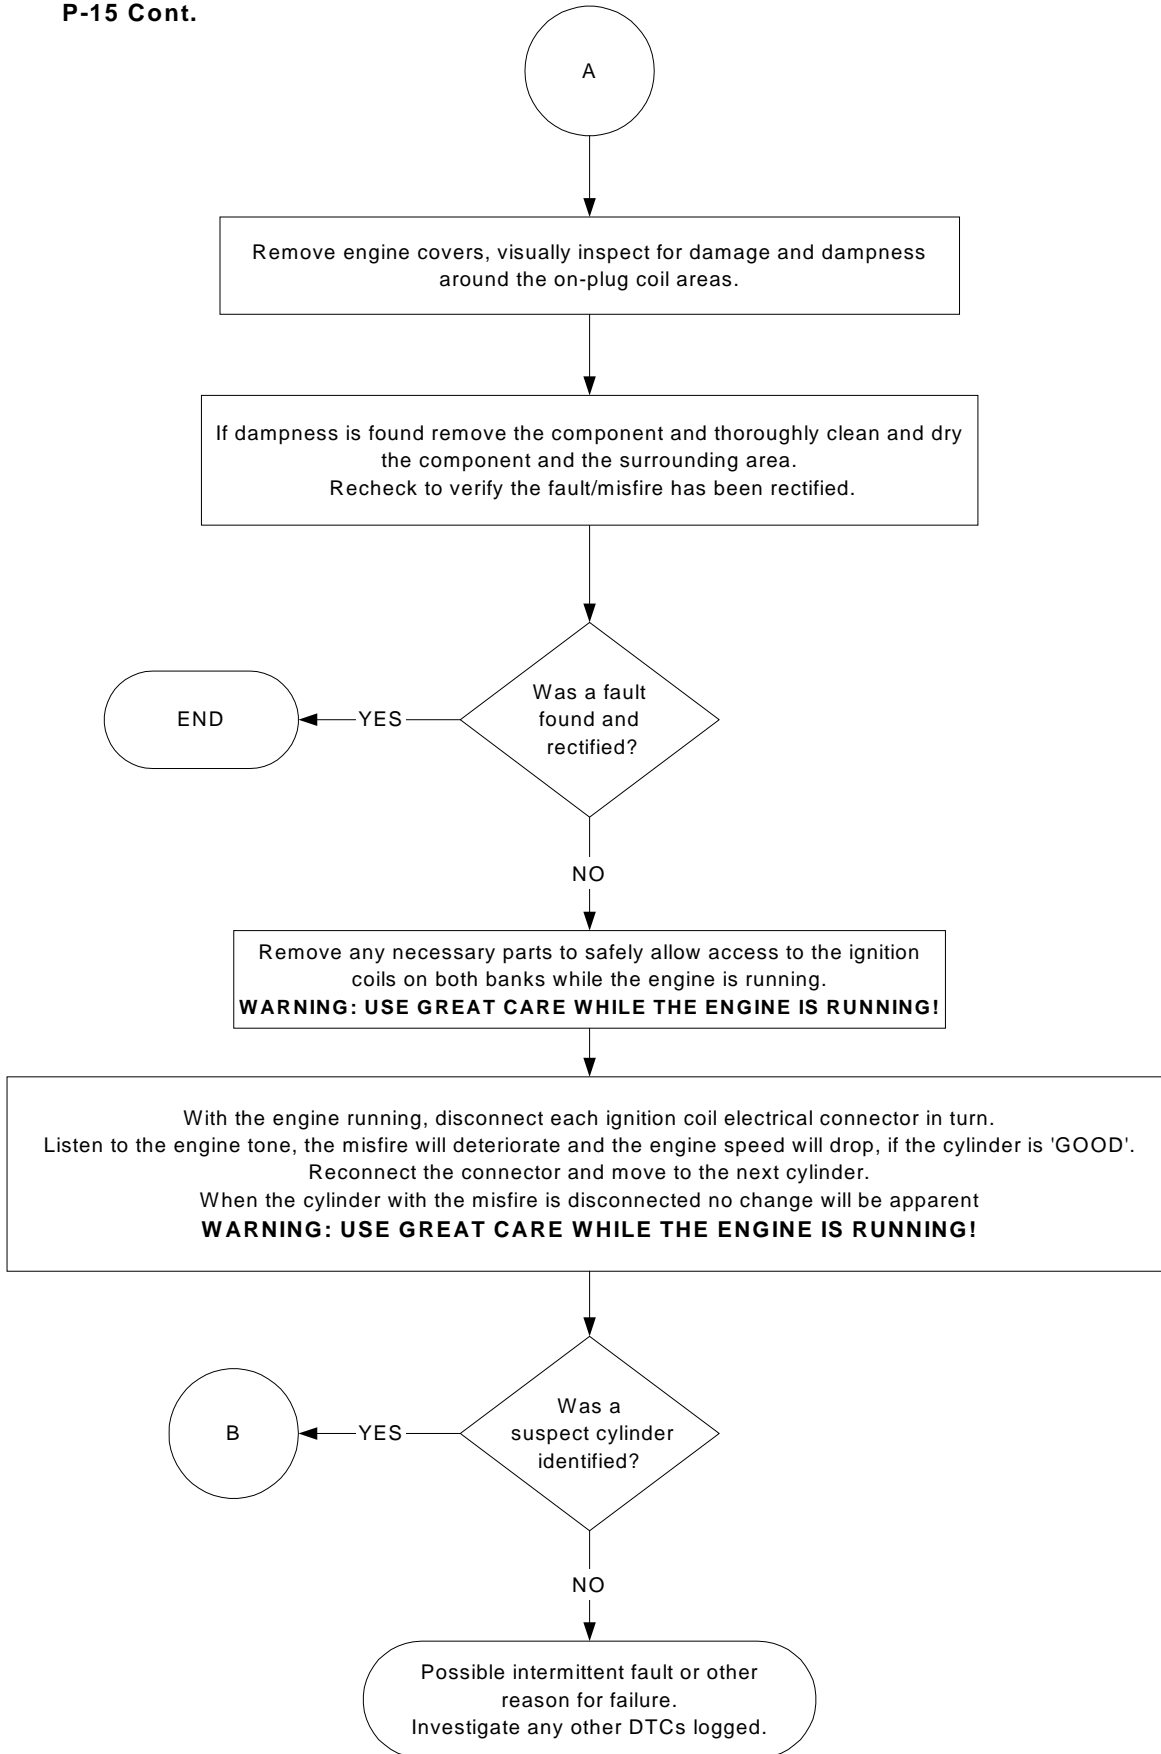 P-15 Cont.
A
Remove engine covers, visually inspect for damage and dampness
around the on-plug coil areas.
If dampness is found remove the component and thoroughly clean and dry
the component and the surrounding area.
Recheck to verify the fault/misfire has been rectified.
Was a fault
found and
rectified?
YES
END
NO
Remove any necessary parts to safely allow access to the ignition
coils on both banks while the engine is running.
WARNING: USE GREAT CARE WHILE THE ENGINE IS RUNNING!
With the engine running, disconnect each ignition coil electrical connector in turn.
Listen to the engine tone, the misfire will deteriorate and the engine speed will drop, if the cylinder is 'GOOD'.
Reconnect the connector and move to the next cylinder.
When the cylinder with the misfire is disconnected no change will be apparent
WARNING: USE GREAT CARE WHILE THE ENGINE IS RUNNING!
Was a
suspect cylinder
identified?
YES
B
NO
Possible intermittent fault or other
reason for failure.
Investigate any other DTCs logged.